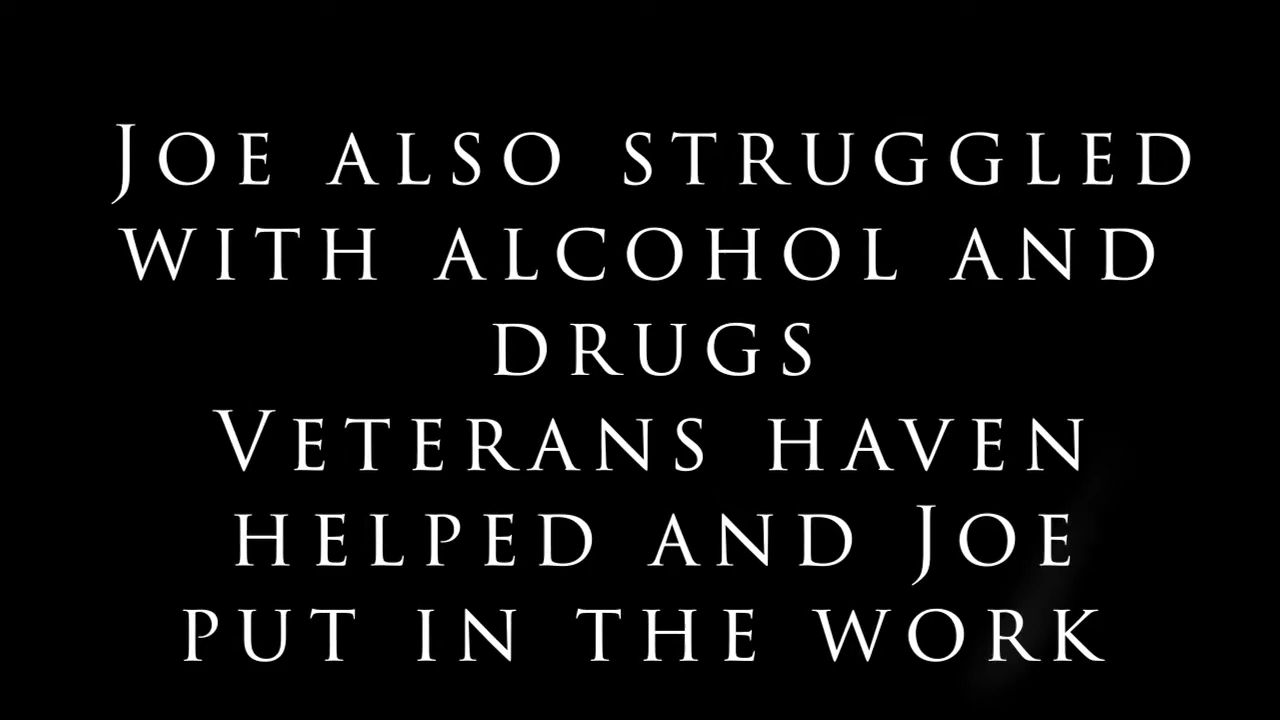 Joe also struggled
with alcohol and
drugs
Veterans haven
helped and Joe
put in the work